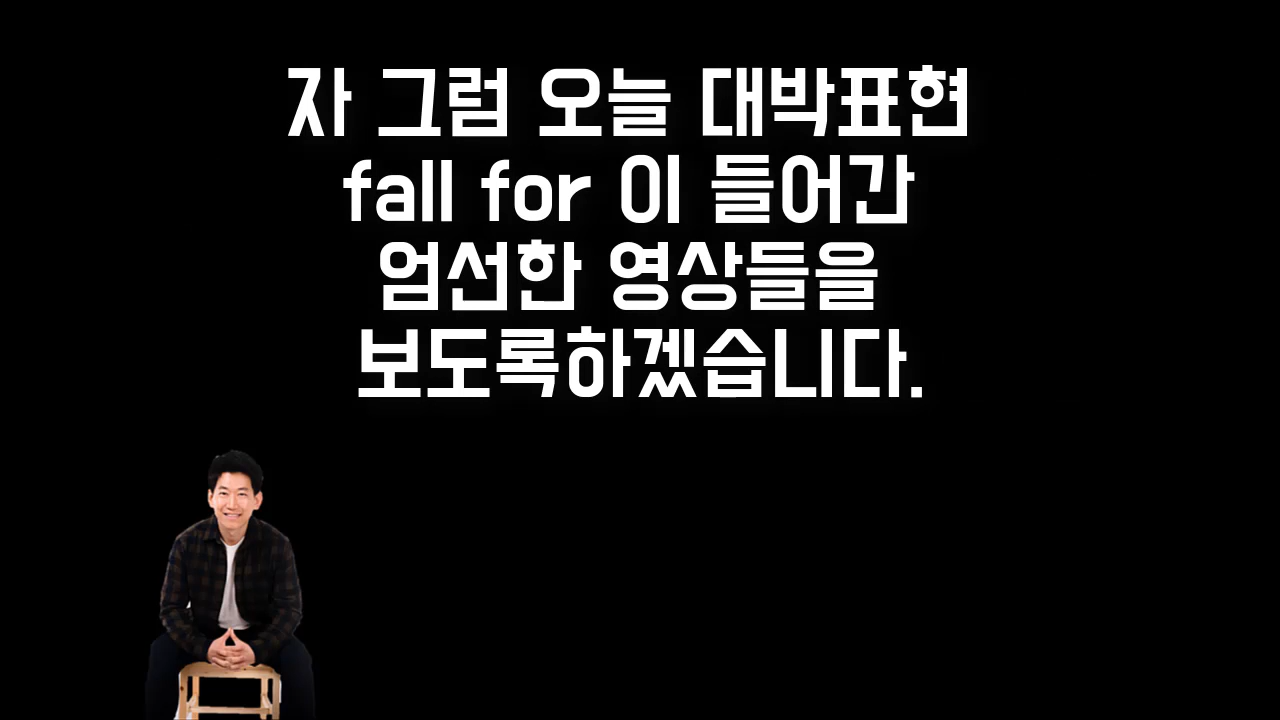 자 그럼 오늘 대박표현
fall for 이 들어간
엄선한 영상들을
보도록하겠습니다.